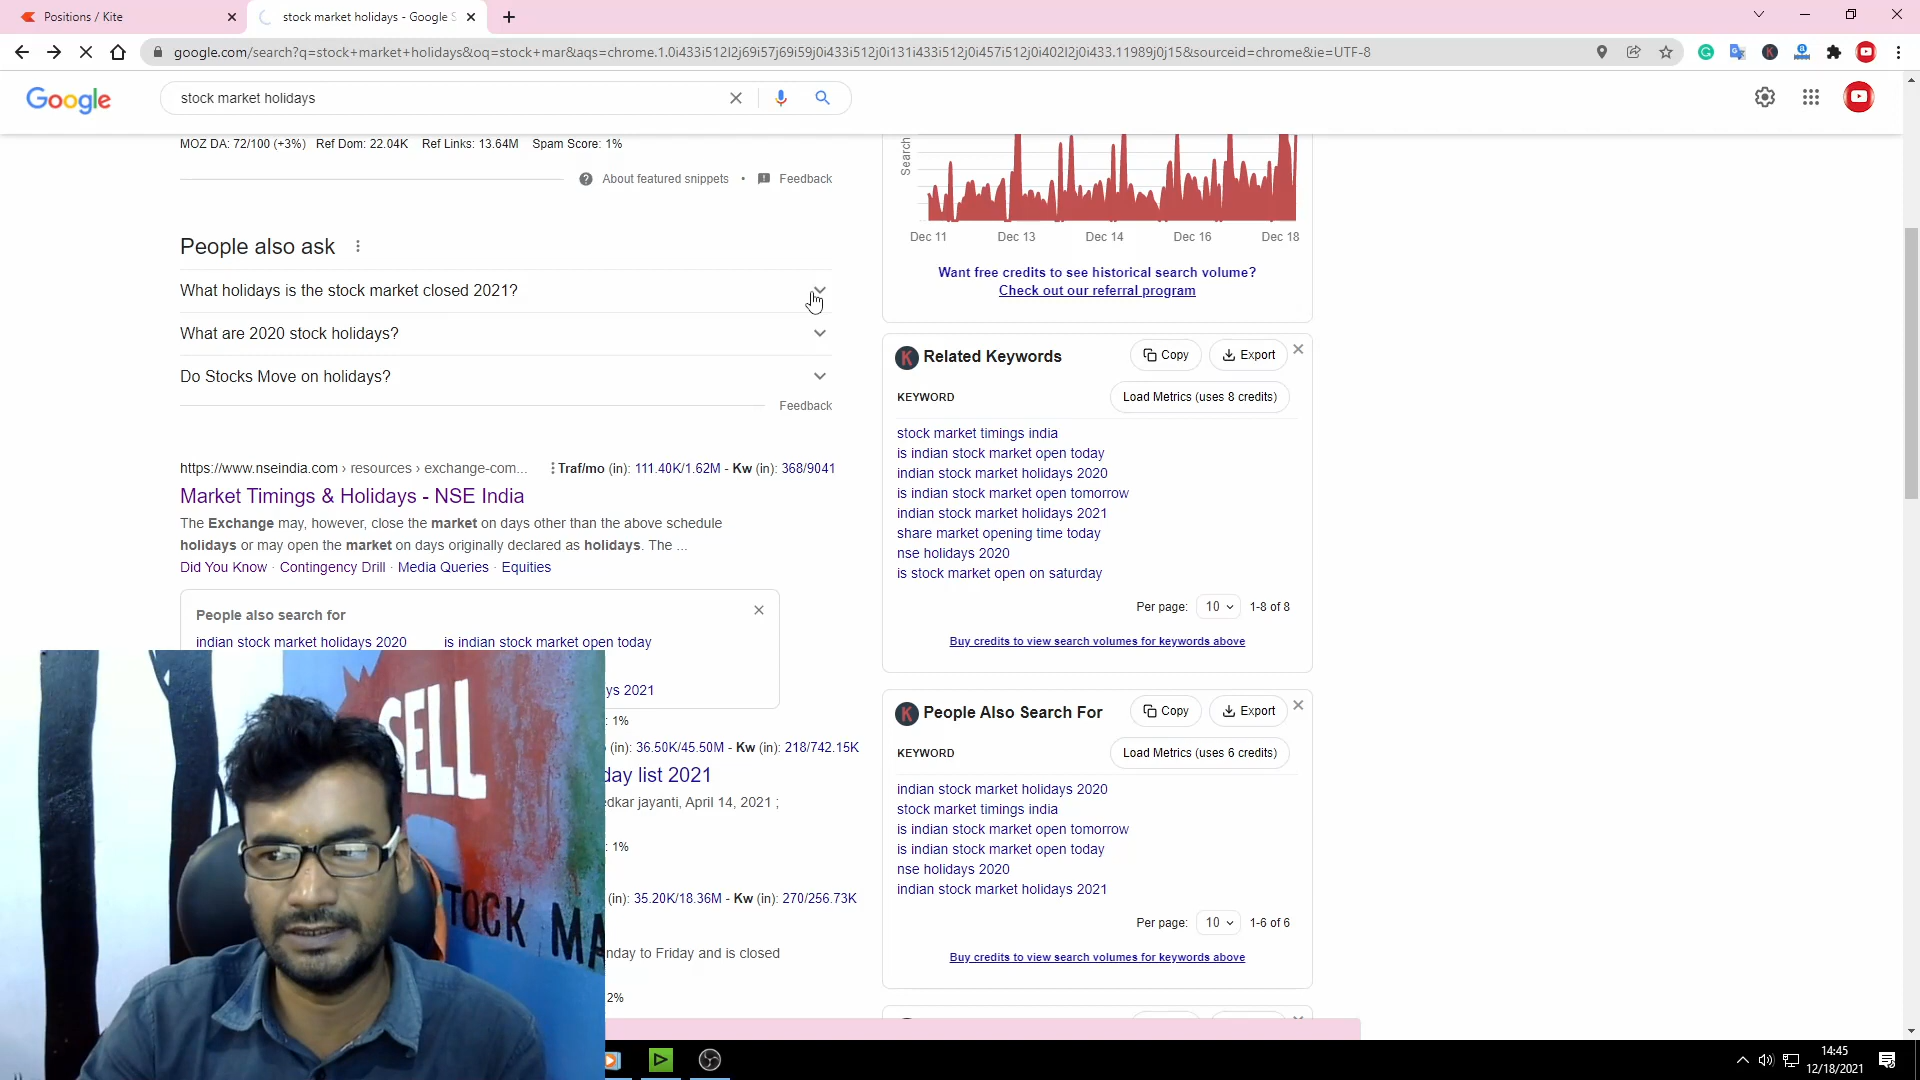 Positions / Kite
stock market holidays - Google S
google.com/search?q=stock+market+holidays&oq=stock+mar&aqs=chrome.1.0i433i512l2j69i57j69i59j0i433i512j0i131i433i512j0i457i512j0i402l2j0i433.11989j0j15&sourceid=chrome&ie=UTF-8
Google
stock market holidays
MOZ DA: 72/100 (+3%) Ref Dom: 22.04K Ref Links: 13.64M Spam Score: 1%
About featured snippets • Feedback
People also ask
What holidays is the stock market closed 2021?
What are 2020 stock holidays?
Do Stocks Move on holidays?
Feedback
https://www.nseindia.com › resources › exchange-com... Traf/mo (in): 111.40K/1.62M - Kw (in): 368/9041
Market Timings & Holidays - NSE India
The Exchange may, however, close the market on days other than the above schedule
holidays or may open the market on days originally declared as holidays. The ...
Did You Know · Contingency Drill · Media Queries · Equities
People also search for
indian stock market holidays 2020 is indian stock market open today
ys 2021
: 1%
(in): 36.50K/45.50M - Kw (in): 218/742.15K
day list 2021
edkar jayanti, April 14, 2021 ;
: 1%
(in): 35.20K/18.36M - Kw (in): 270/256.73K
nday to Friday and is closed
2%
Search
Dec 11 Dec 13 Dec 14 Dec 16 Dec 18
Want free credits to see historical search volume?
Check out our referral program
K Related Keywords Copy Export
KEYWORD Load Metrics (uses 8 credits)
stock market timings india
is indian stock market open today
indian stock market holidays 2020
is indian stock market open tomorrow
indian stock market holidays 2021
share market opening time today
nse holidays 2020
is stock market open on saturday
Per page: 10 1-8 of 8
Buy credits to view search volumes for keywords above
K People Also Search For Copy Export
KEYWORD Load Metrics (uses 6 credits)
indian stock market holidays 2020
stock market timings india
is indian stock market open tomorrow
is indian stock market open today
nse holidays 2020
indian stock market holidays 2021
Per page: 10 1-6 of 6
Buy credits to view search volumes for keywords above
SELL
TOCK MA
14:45
12/18/2021